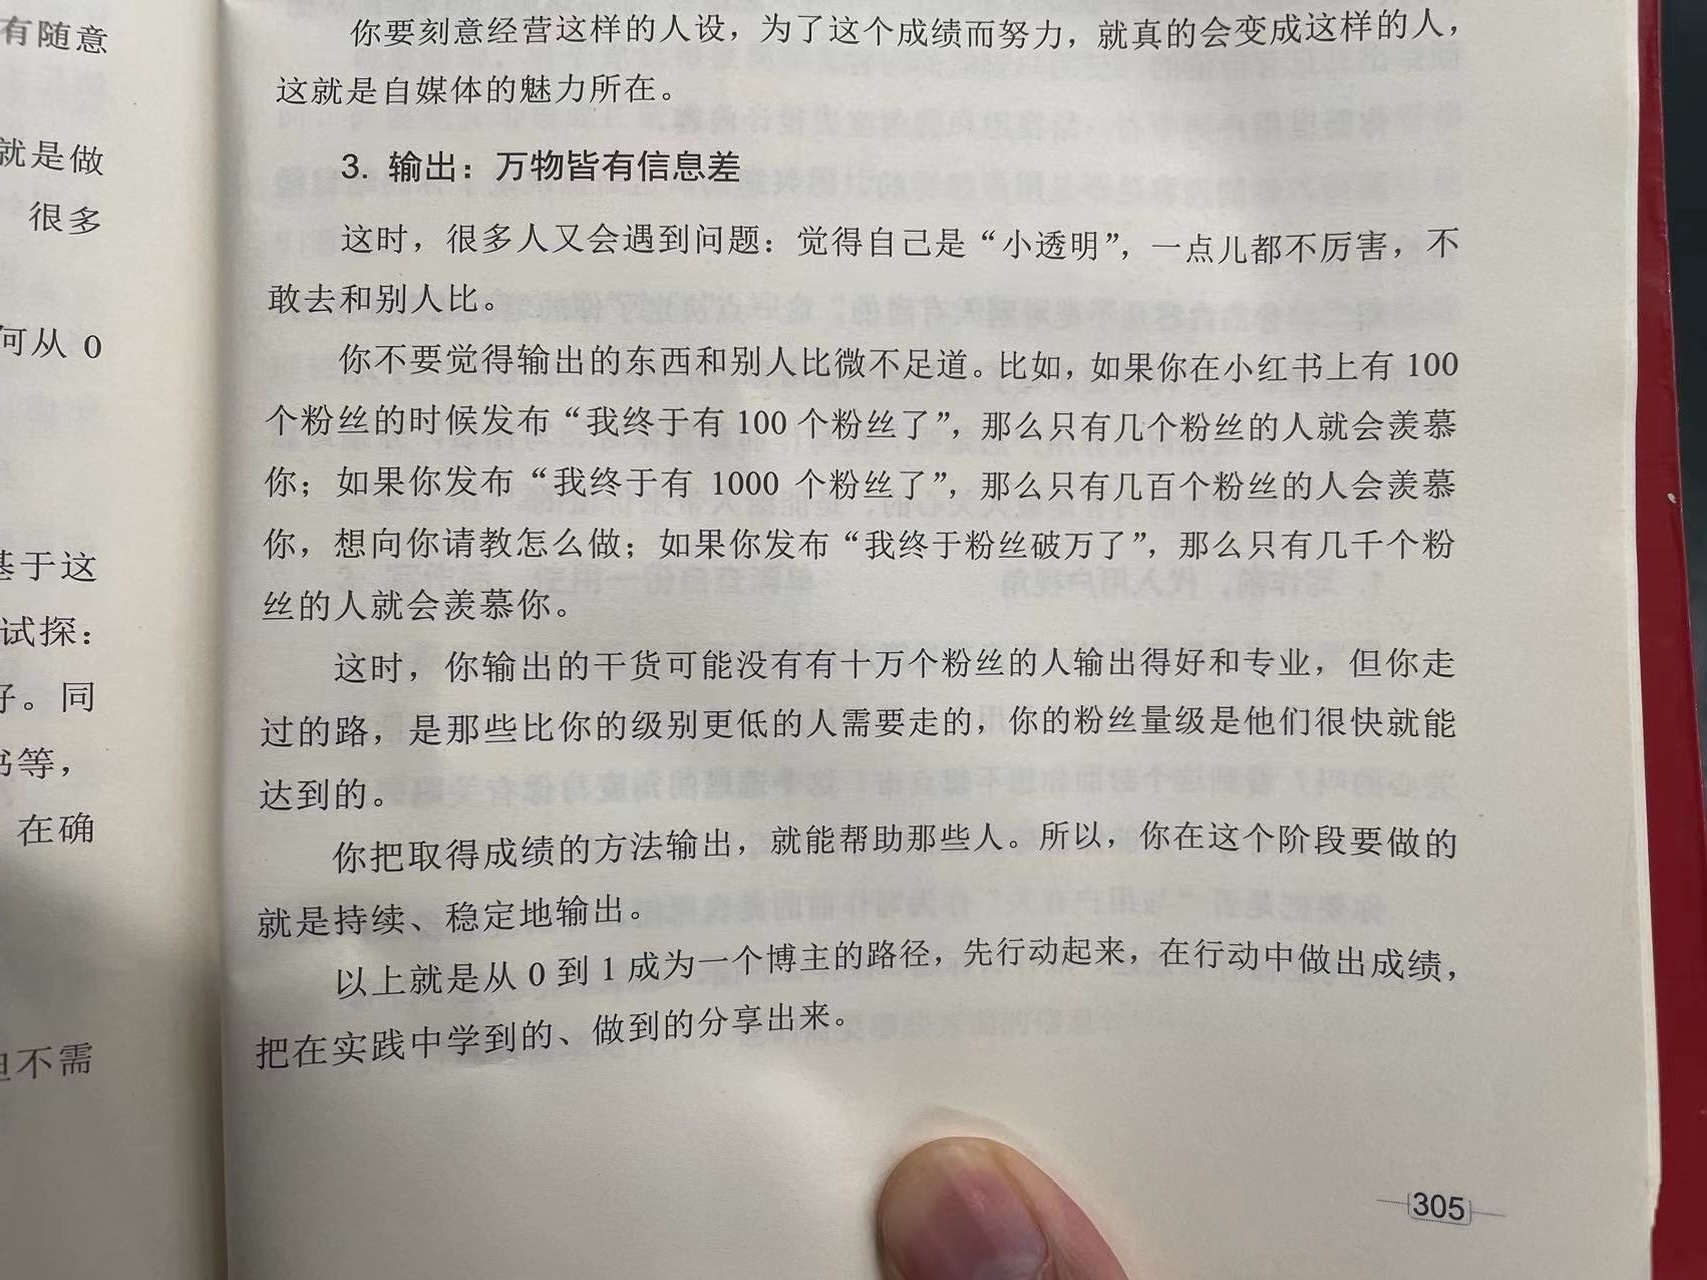 有随意
就是做
很多
何从 0
基于这
试探：
好。同
书等，
在确
但不需
你要刻意经营这样的人设，为了这个成绩而努力，就真的会变成这样的人，
这就是自媒体的魅力所在。
3. 输出：万物皆有信息差
这时，很多人又会遇到问题：觉得自己是“小透明”，一点儿都不厉害，不
敢去和别人比。
你不要觉得输出的东西和别人比微不足道。比如，如果你在小红书上有 100
个粉丝的时候发布“我终于有 100 个粉丝了”，那么只有几个粉丝的人就会羡慕
你；如果你发布“我终于有 1000 个粉丝了”，那么只有几百个粉丝的人会羡慕
你，想向你请教怎么做；如果你发布“我终于粉丝破万了”，那么只有几千个粉
丝的人就会羡慕你。
这时，你输出的干货可能没有有十万个粉丝的人输出得好和专业，但你走
过的路，是那些比你的级别更低的人需要走的，你的粉丝量级是他们很快就能
达到的。
你把取得成绩的方法输出，就能帮助那些人。所以，你在这个阶段要做的
就是持续、稳定地输出。
以上就是从 0 到 1 成为一个博主的路径，先行动起来，在行动中做出成绩，
把在实践中学到的、做到的分享出来。
305